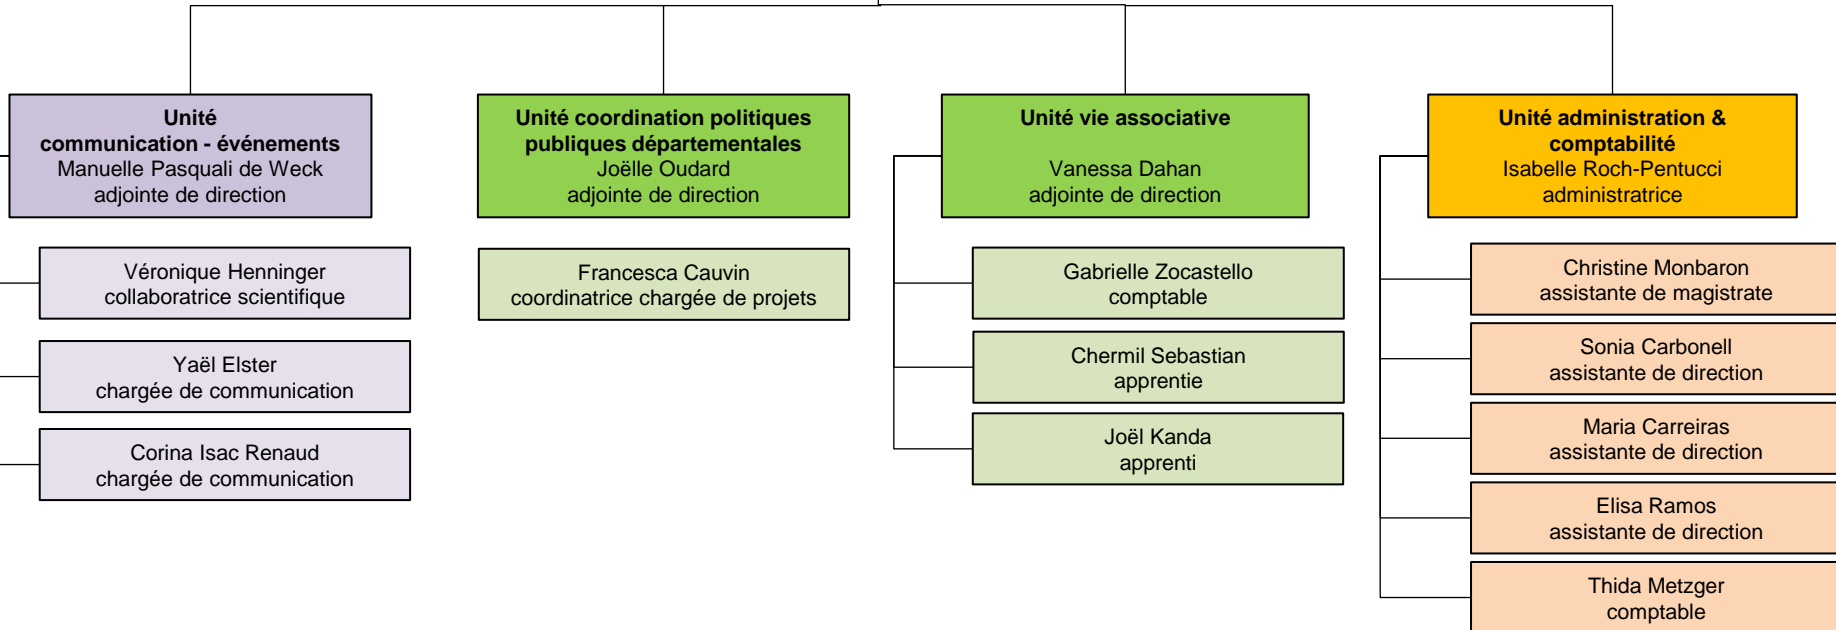 Unité
communication - événements
Manuelle Pasquali de Weck
adjointe de direction
Véronique Henninger
collaboratrice scientifique
Yaël Elster
chargée de communication
Corina Isac Renaud
chargée de communication
Unité coordination politiques
publiques départementales
Joëlle Oudard
adjointe de direction
Francesca Cauvin
coordinatrice chargée de projets
Unité vie associative
Vanessa Dahan
adjointe de direction
Gabrielle Zocastello
comptable
Chermil Sebastian
apprentie
Joël Kanda
apprenti
Unité administration &
comptabilité
Isabelle Roch-Pentucci
administratrice
Christine Monbaron
assistante de magistrate
Sonia Carbonell
assistante de direction
Maria Carreiras
assistante de direction
Elisa Ramos
assistante de direction
Thida Metzger
comptable